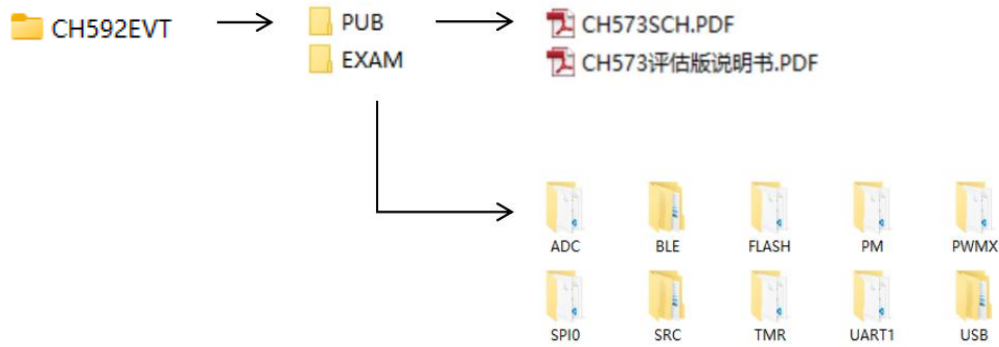 CH592EVT
PUB
EXAM
CH573SCH.PDF
CH573评估版说明书.PDF
ADC
BLE
FLASH
PM
PWMX
SPI0
SRC
TMR
UART1
USB